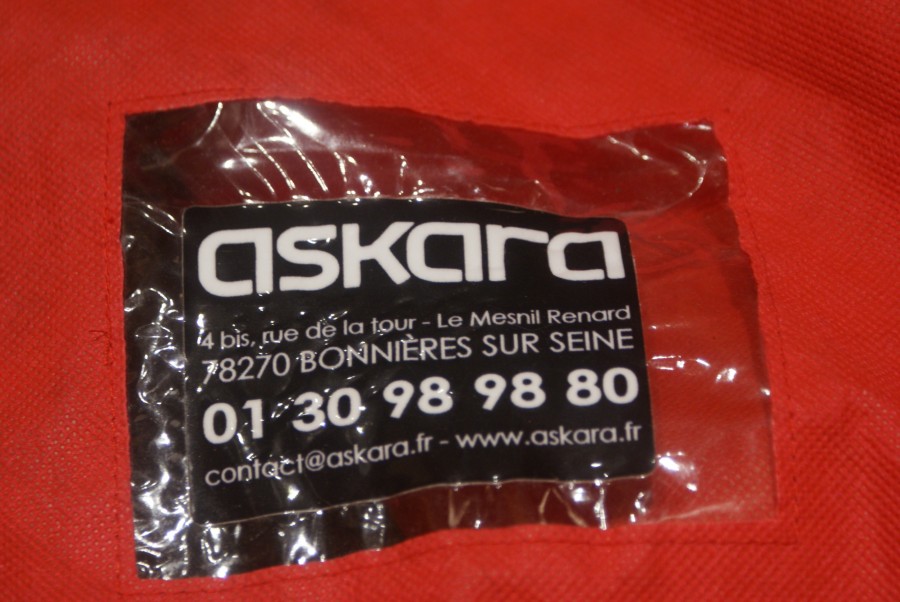 askara
4 bis, rue de la tour - Le Mesnil Renard
78270 BONNIÈRES SUR SEINE
01 30 98 98 80
contact@askara.fr - www.askara.fr